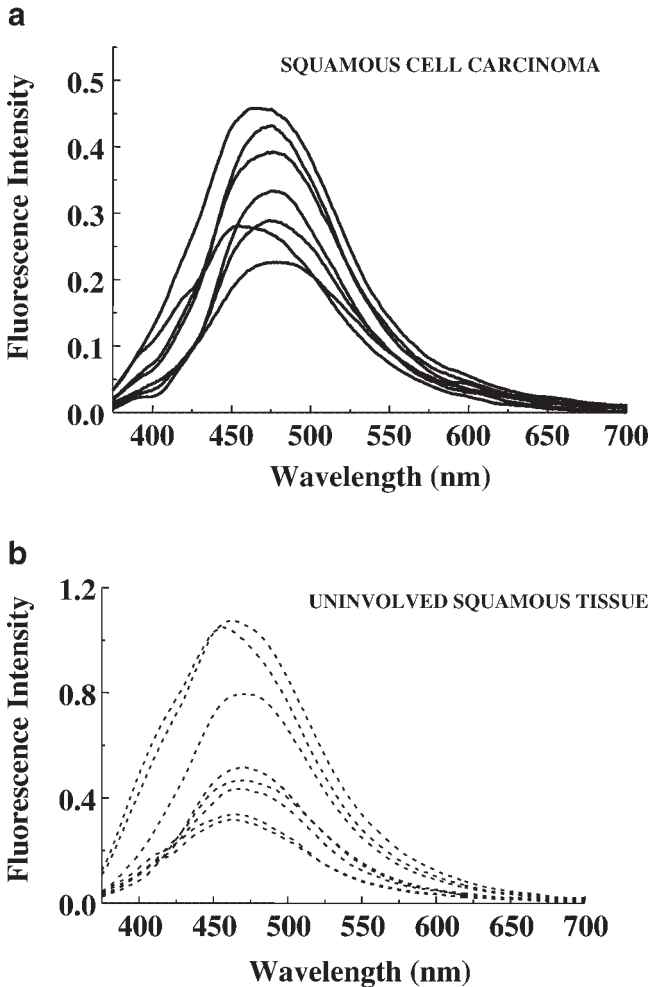 a
SQUAMOUS CELL CARCINOMA
Fluorescence Intensity
0.5
0.4
0.3
0.2
0.1
0.0
400 450 500 550 600 650 700
Wavelength (nm)
b
UNINVOLVED SQUAMOUS TISSUE
Fluorescence Intensity
1.2
0.8
0.4
0.0
400 450 500 550 600 650 700
Wavelength (nm)